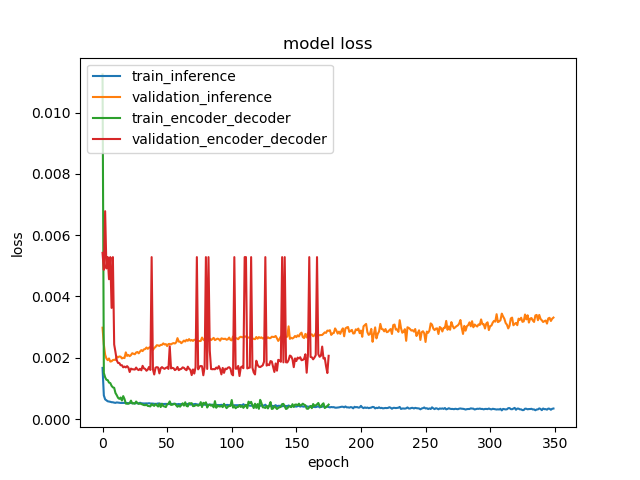 model loss
train_inference
validation_inference
train_encoder_decoder
validation_encoder_decoder
0.010
0.008
0.006
0.004
0.002
0.000
loss
0 50 100 150 200 250 300 350
epoch